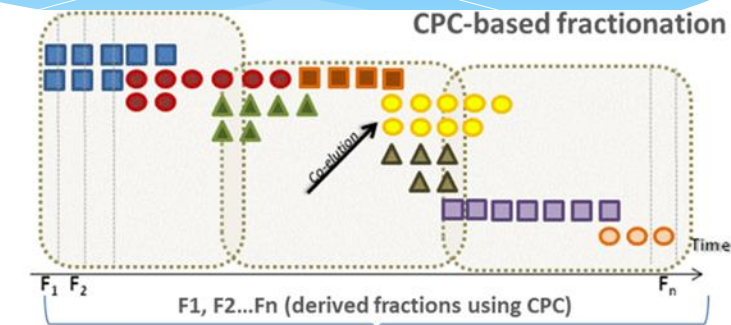 CPC-based fractionation
Co-elution
Time
F1 F2
Fn
F1, F2...Fn (derived fractions using CPC)